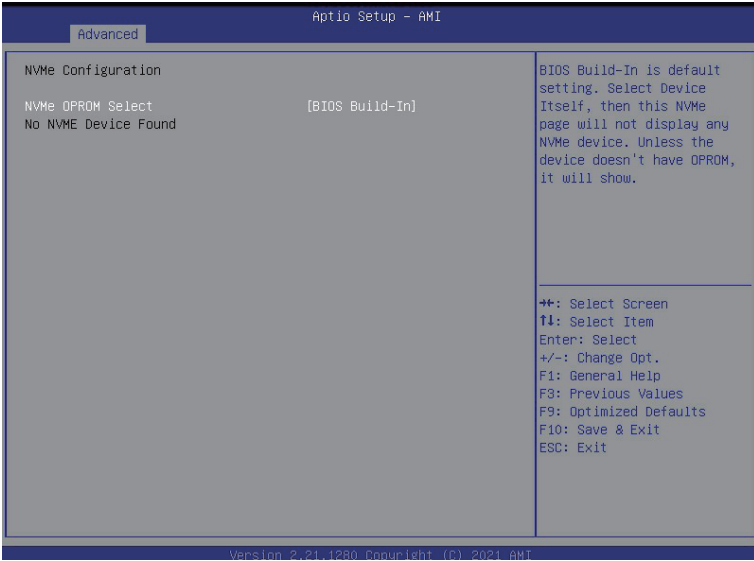 Aptio Setup – AMI
Advanced
NVMe Configuration
NVMe OPROM Select [BIOS Build-In]
No NVME Device Found
BIOS Build-In is default
setting. Select Device
Itself, then this NVMe
page will not display any
NVMe device. Unless the
device doesn't have OPROM,
it will show.
→←: Select Screen
↑↓: Select Item
Enter: Select
+/-: Change Opt.
F1: General Help
F3: Previous Values
F9: Optimized Defaults
F10: Save & Exit
ESC: Exit
Version 2.21.1280 Copyright (C) 2021 AMI